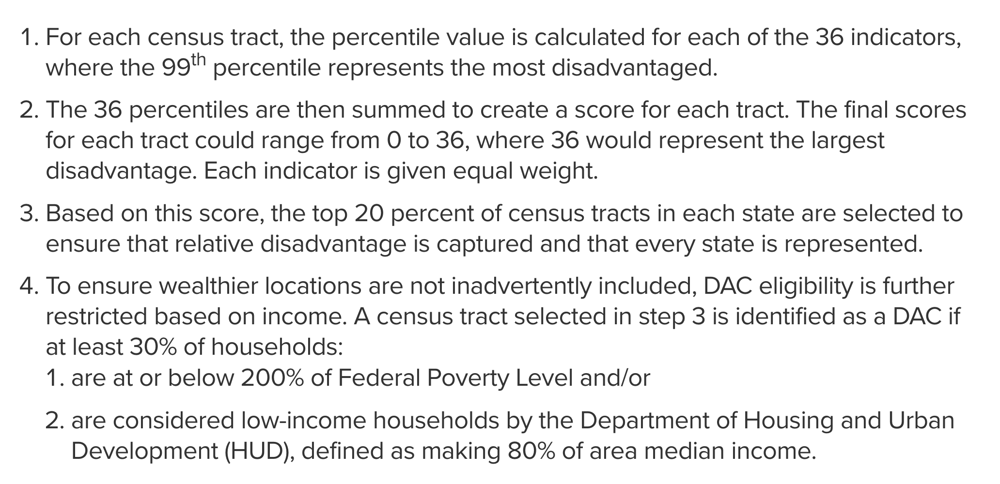 1. For each census tract, the percentile value is calculated for each of the 36 indicators,
where the 99th percentile represents the most disadvantaged.
2. The 36 percentiles are then summed to create a score for each tract. The final scores
for each tract could range from 0 to 36, where 36 would represent the largest
disadvantage. Each indicator is given equal weight.
3. Based on this score, the top 20 percent of census tracts in each state are selected to
ensure that relative disadvantage is captured and that every state is represented.
4. To ensure wealthier locations are not inadvertently included, DAC eligibility is further
restricted based on income. A census tract selected in step 3 is identified as a DAC if
at least 30% of households:
1. are at or below 200% of Federal Poverty Level and/or
2. are considered low-income households by the Department of Housing and Urban
Development (HUD), defined as making 80% of area median income.